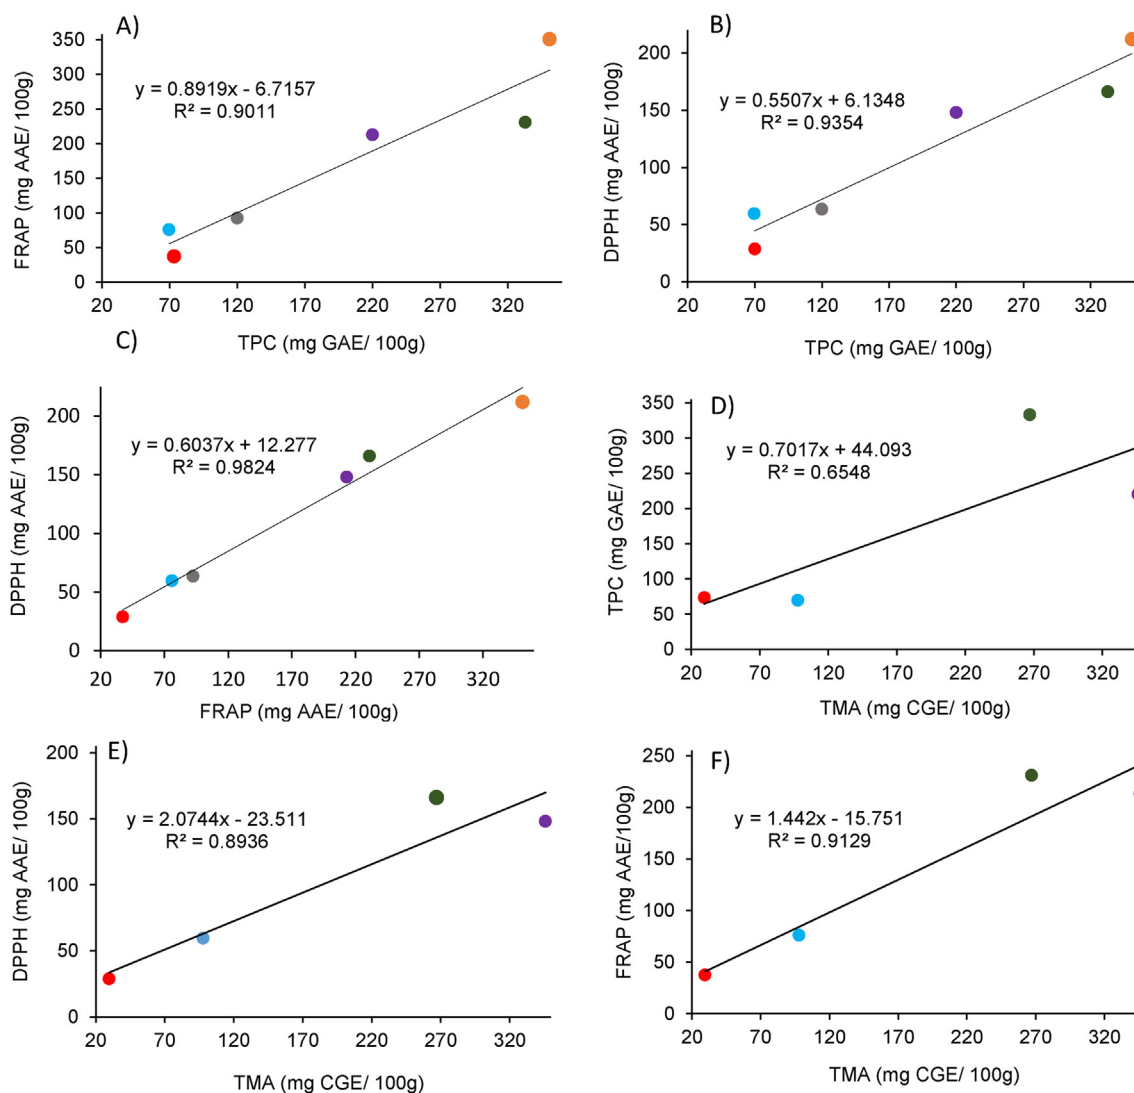 A)
FRAP (mg AAE/ 100g)
350
300
250
200
150
100
50
0
y = 0.8919x - 6.7157
R² = 0.9011
20 70 120 170 220 270 320
TPC (mg GAE/ 100g)
B)
DPPH (mg AAE/ 100g)
200
150
100
50
0
y = 0.5507x + 6.1348
R² = 0.9354
20 70 120 170 220 270 320
TPC (mg GAE/ 100g)
C)
DPPH (mg AAE/ 100g)
200
150
100
50
0
y = 0.6037x + 12.277
R² = 0.9824
20 70 120 170 220 270 320
FRAP (mg AAE/ 100g)
D)
TPC (mg GAE/ 100g)
350
300
250
200
150
100
50
0
y = 0.7017x + 44.093
R² = 0.6548
20 70 120 170 220 270 320
TMA (mg CGE/ 100g)
E)
DPPH (mg AAE/ 100g)
200
150
100
50
0
y = 2.0744x - 23.511
R² = 0.8936
20 70 120 170 220 270 320
TMA (mg CGE/ 100g)
F)
FRAP (mg AAE/100g)
250
200
150
100
50
0
y = 1.442x - 15.751
R² = 0.9129
20 70 120 170 220 270 320
TMA (mg CGE/ 100g)